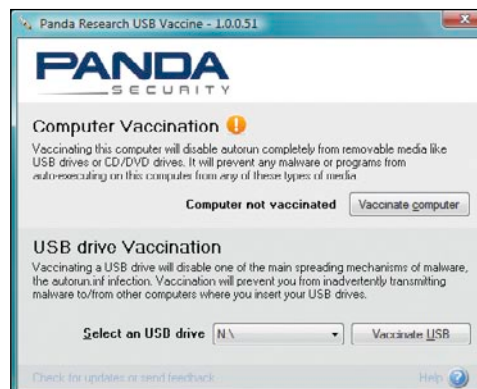 Panda Research USB Vaccine - 1.0.0.51
PANDA
SECURITY
Computer Vaccination
Vaccinating this computer will disable autorun completely from removable media like
USB drives or CD/DVD drives. It will prevent any malware or programs from
auto-executing on this computer from any of these types of media
Computer not vaccinated Vaccinate computer
USB drive Vaccination
Vaccinating a USB drive will disable one of the main spreading mechanisms of malware,
the autorun.inf infection. Vaccination will prevent you from inadvertently transmitting
malware to/from other computers where you insert your USB drives.
Select an USB drive N:\ Vaccinate USB
Check for updates or send feedback Help